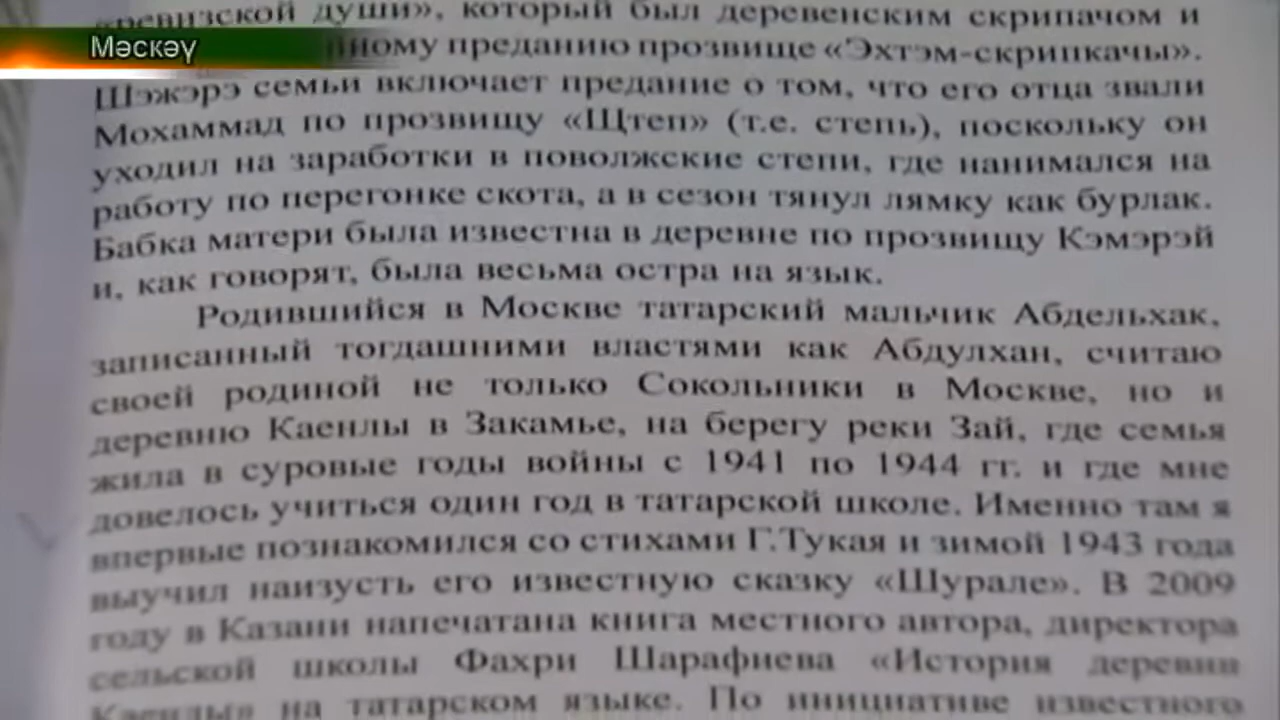 «ревизской души», который был деревенским скрипачом и
Мәскәү
преданию прозвище «Эхтэм-скрипкачы».
Шэжэрэ семьи включает предание о том, что его отца звали
Мохаммад по прозвищу «Щтеп» (т.е. степь), поскольку он
уходил на заработки в поволжские степи, где нанимался на
работу по перегонке скота, а в сезон тянул лямку как бурлак.
Бабка матери была известна в деревне по прозвищу Кэмэрэй
и, как говорят, была весьма остра на язык.
Родившийся в Москве татарский мальчик Абдельхак,
записанный тогдашними властями как Абдулхан, считаю
своей родиной не только Сокольники в Москве, но и
деревню Каенлы в Закамье, на берегу реки Зай, где семья
жила в суровые годы войны с 1941 по 1944 гг. и где мне
довелось учиться один год в татарской школе. Именно там я
впервые познакомился со стихами Г.Тукая и зимой 1943 года
выучил наизусть его известную сказку «Шурале». В 2009
году в Казани напечатана книга местного автора, директора
сельской школы Фахри Шарафиева «История деревни
Каенлы» на татарском языке. По инициативе известного